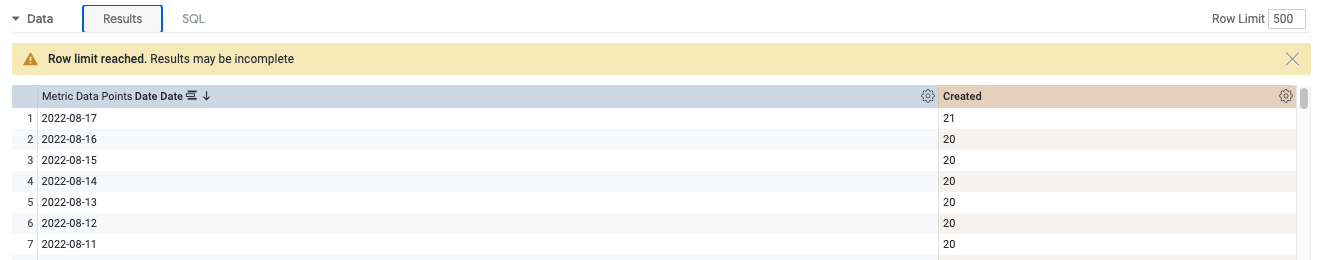 Data Results SQL Row Limit 500
Row limit reached. Results may be incomplete
Metric Data Points Date Date Created
1 2022-08-17 21
2 2022-08-16 20
3 2022-08-15 20
4 2022-08-14 20
5 2022-08-13 20
6 2022-08-12 20
7 2022-08-11 20